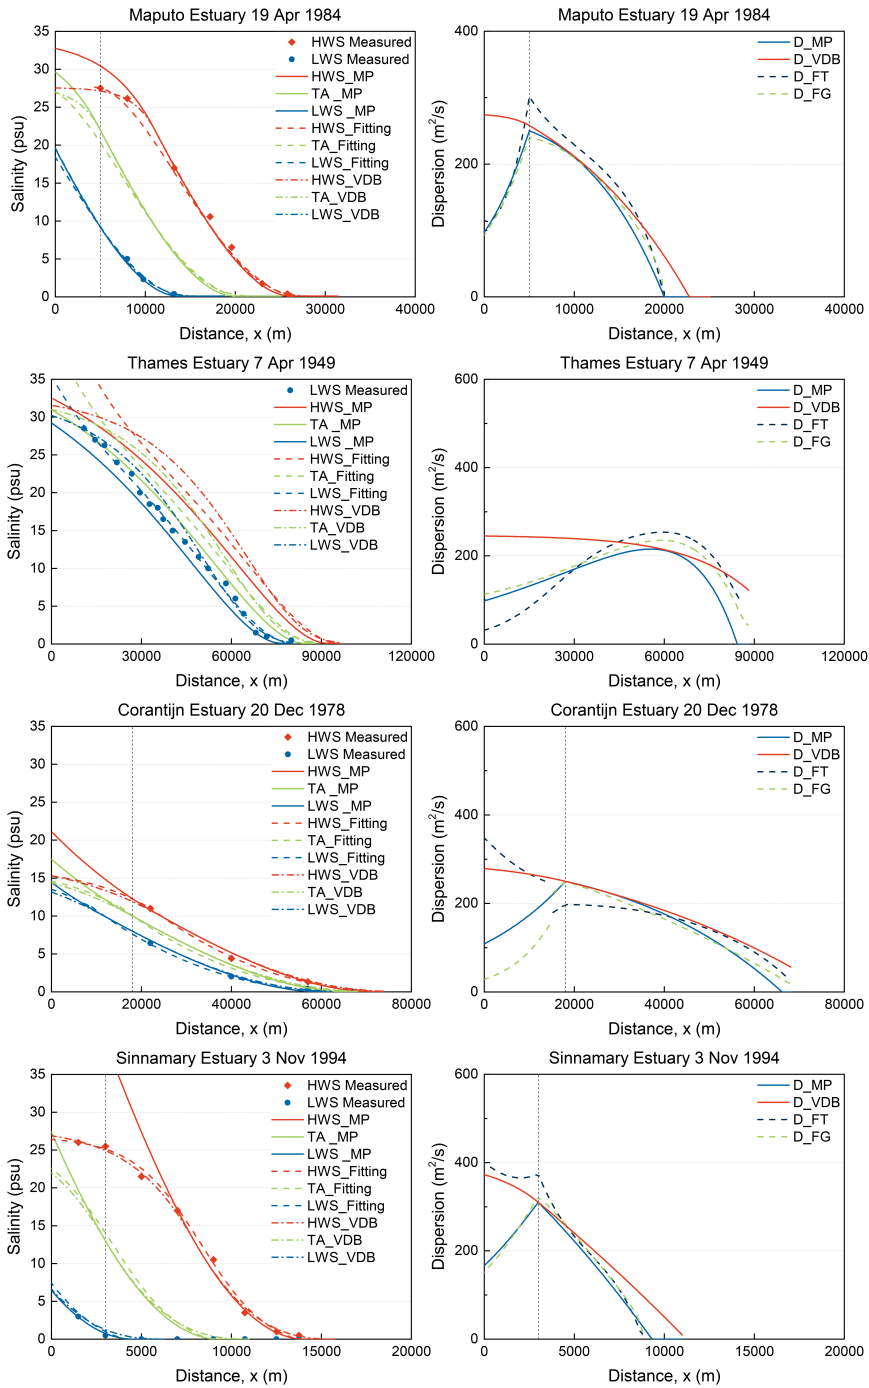 Maputo Estuary 19 Apr 1984
35
30
25
20
15
10
5
0
Salinity (psu)
HWS Measured
LWS Measured
HWS_MP
TA _MP
LWS _MP
HWS_Fitting
TA_Fitting
LWS_Fitting
HWS_VDB
TA_VDB
LWS_VDB
0 10000 20000 30000 40000
Distance, x (m)
Maputo Estuary 19 Apr 1984
400
200
0
Dispersion (m²/s)
D_MP
D_VDB
D_FT
D_FG
0 10000 20000 30000 40000
Distance, x (m)
Thames Estuary 7 Apr 1949
35
30
25
20
15
10
5
0
Salinity (psu)
LWS Measured
HWS_MP
TA _MP
LWS_MP
HWS_Fitting
TA_Fitting
LWS_Fitting
HWS_VDB
TA_VDB
LWS_VDB
0 30000 60000 90000 120000
Distance, x (m)
Thames Estuary 7 Apr 1949
600
400
200
0
Dispersion (m²/s)
D_MP
D_VDB
D_FT
D_FG
0 30000 60000 90000 120000
Distance, x (m)
Corantijn Estuary 20 Dec 1978
35
30
25
20
15
10
5
0
Salinity (psu)
HWS Measured
LWS Measured
HWS_MP
TA _MP
LWS _MP
HWS_Fitting
TA_Fitting
LWS_Fitting
HWS_VDB
TA_VDB
LWS_VDB
0 20000 40000 60000 80000
Distance, x (m)
Corantijn Estuary 20 Dec 1978
600
400
200
0
Dispersion (m²/s)
D_MP
D_VDB
D_FT
D_FG
0 20000 40000 60000 80000
Distance, x (m)
Sinnamary Estuary 3 Nov 1994
35
30
25
20
15
10
5
0
Salinity (psu)
HWS Measured
LWS Measured
HWS_MP
TA _MP
LWS_MP
HWS_Fitting
TA_Fitting
LWS_Fitting
HWS_VDB
TA_VDB
LWS_VDB
0 5000 10000 15000 20000
Distance, x (m)
Sinnamary Estuary 3 Nov 1994
600
400
200
0
Dispersion (m²/s)
D_MP
D_VDB
D_FT
D_FG
0 5000 10000 15000 20000
Distance, x (m)